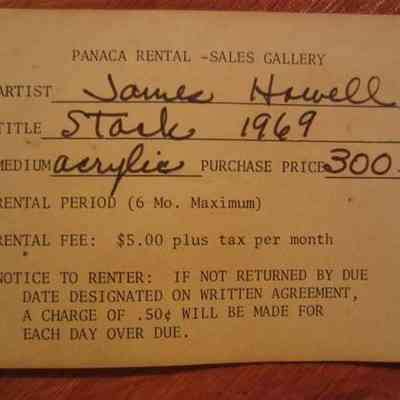 PANACA RENTAL -SALES GALLERY
ARTIST James Howell
TITLE Stack 1969
MEDIUM acrylic PURCHASE PRICE 300.
RENTAL PERIOD (6 Mo. Maximum)
RENTAL FEE: $5.00 plus tax per month
NOTICE TO RENTER: IF NOT RETURNED BY DUE
DATE DESIGNATED ON WRITTEN AGREEMENT,
A CHARGE OF .50¢ WILL BE MADE FOR
EACH DAY OVER DUE.